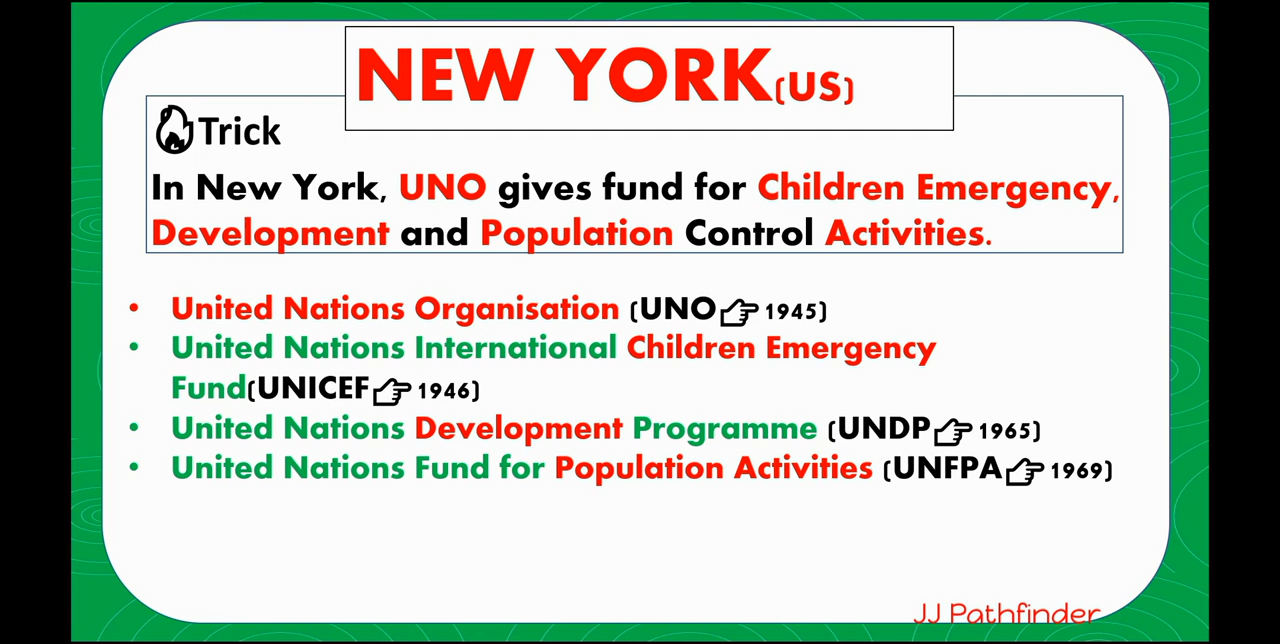 NEW YORK(US)
Trick
In New York, UNO gives fund for Children Emergency,
Development and Population Control Activities.
• United Nations Organisation (UNO 1945)
• United Nations International Children Emergency
Fund(UNICEF 1946)
• United Nations Development Programme (UNDP 1965)
• United Nations Fund for Population Activities (UNFPA 1969)
JJ Pathfinder